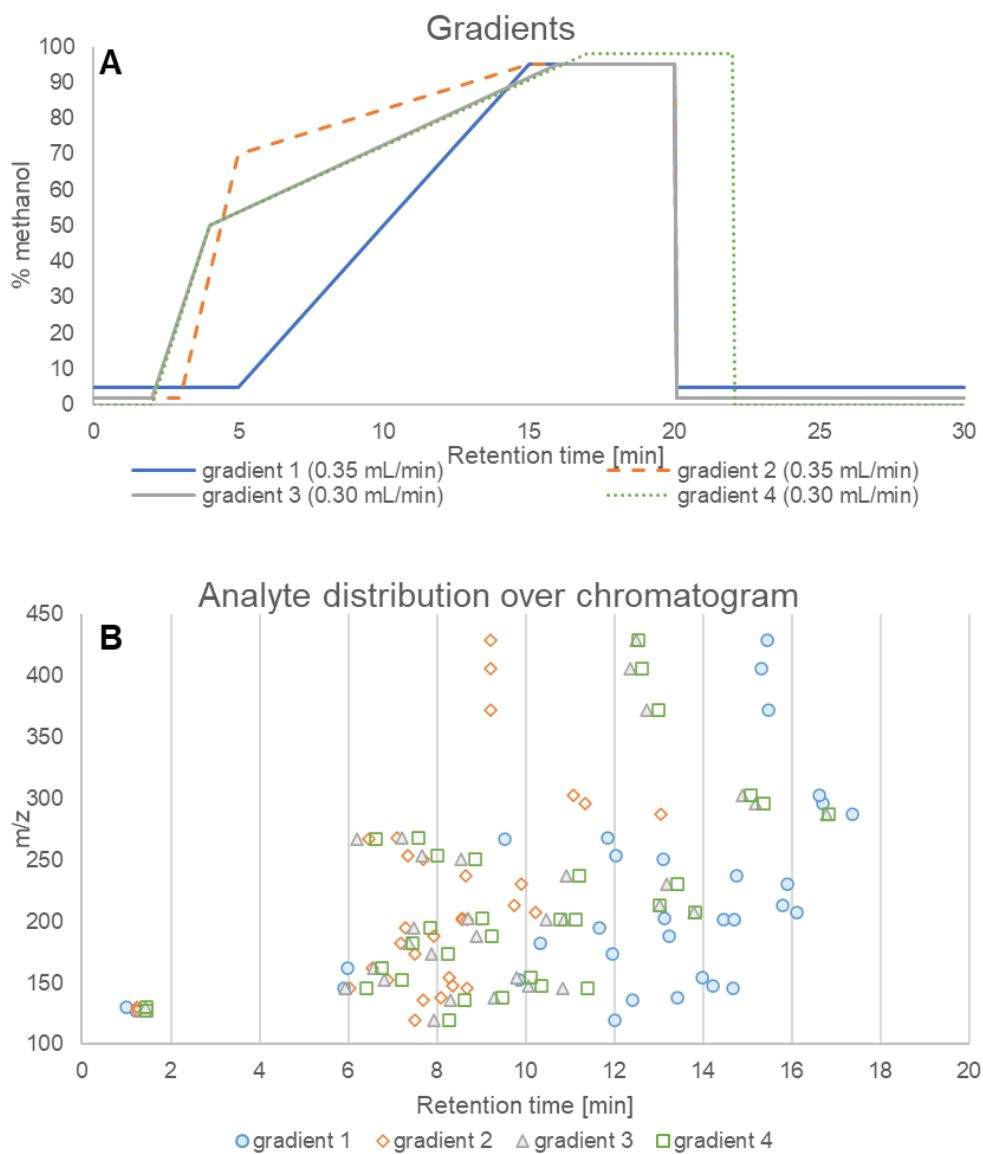 Gradients
A
100
90
80
70
60
50
40
30
20
10
0
% methanol
0 5 10 15 20 25 30
Retention time [min]
gradient 1 (0.35 mL/min) gradient 2 (0.35 mL/min)
gradient 3 (0.30 mL/min) gradient 4 (0.30 mL/min)
Analyte distribution over chromatogram
B
450
400
350
300
250
200
150
100
m/z
0 2 4 6 8 10 12 14 16 18 20
Retention time [min]
gradient 1 gradient 2 gradient 3 gradient 4